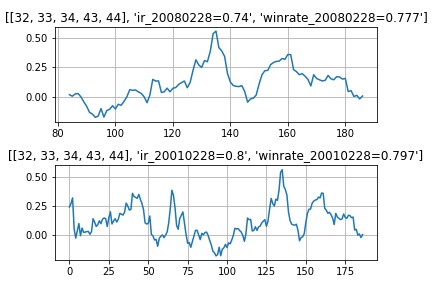 [[32, 33, 34, 43, 44], 'ir_20080228=0.74', 'winrate_20080228=0.777']
0.50
0.25
0.00
80 100 120 140 160 180
[[32, 33, 34, 43, 44], 'ir_20010228=0.8', 'winrate_20010228=0.797']
0.50
0.25
0.00
0 25 50 75 100 125 150 175